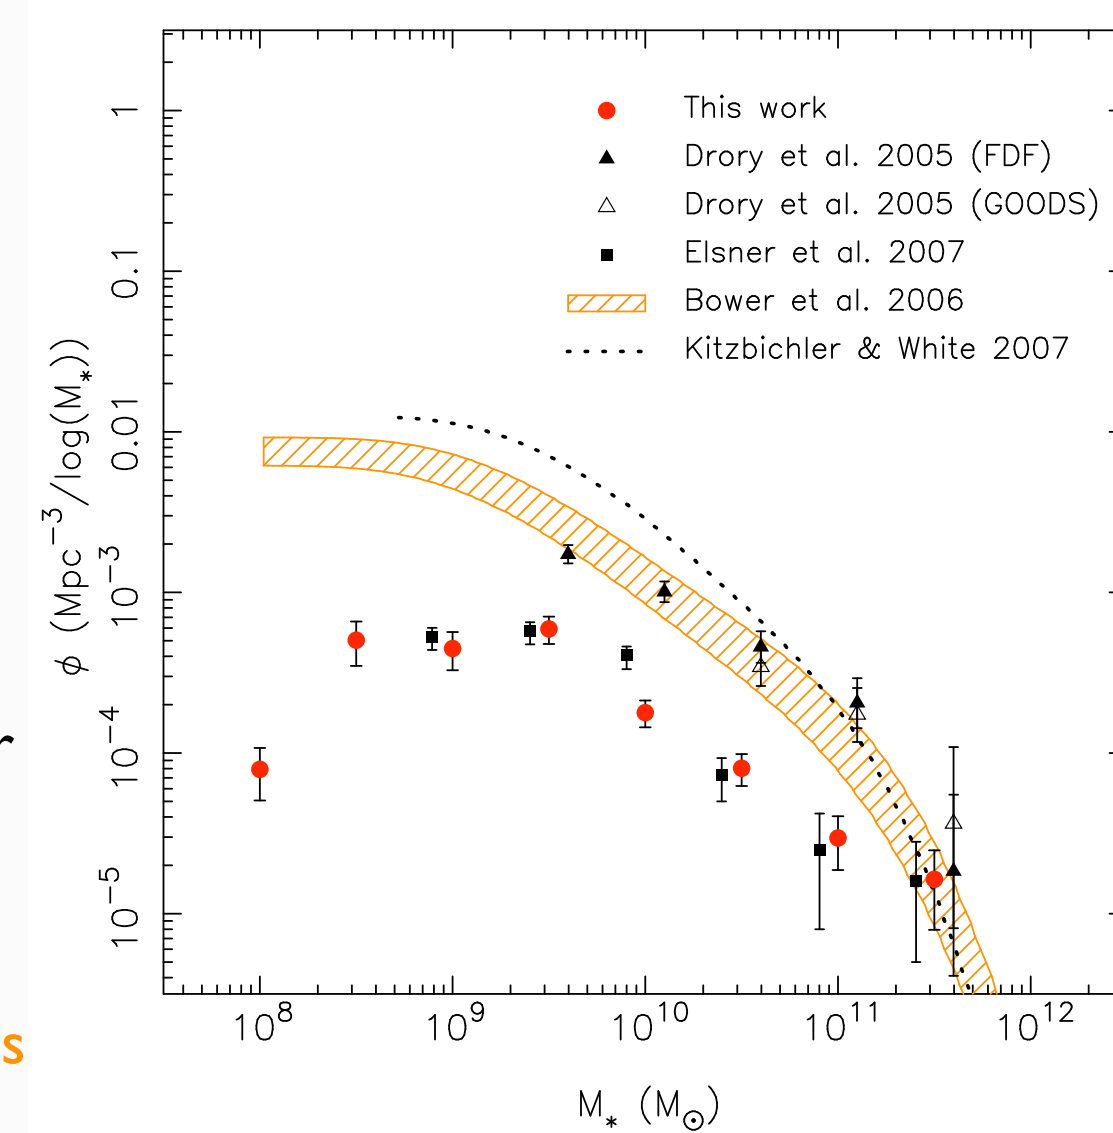 This work
Drory et al. 2005 (FDF)
Drory et al. 2005 (GOODS)
Elsner et al. 2007
Bower et al. 2006
Kitzbichler & White 2007
1
0.1
0.01
10⁻³
10⁻⁴
10⁻⁵
ϕ (Mpc⁻³/log(M*))
10⁸ 10⁹ 10¹⁰ 10¹¹ 10¹²
M* (M⊙)
s